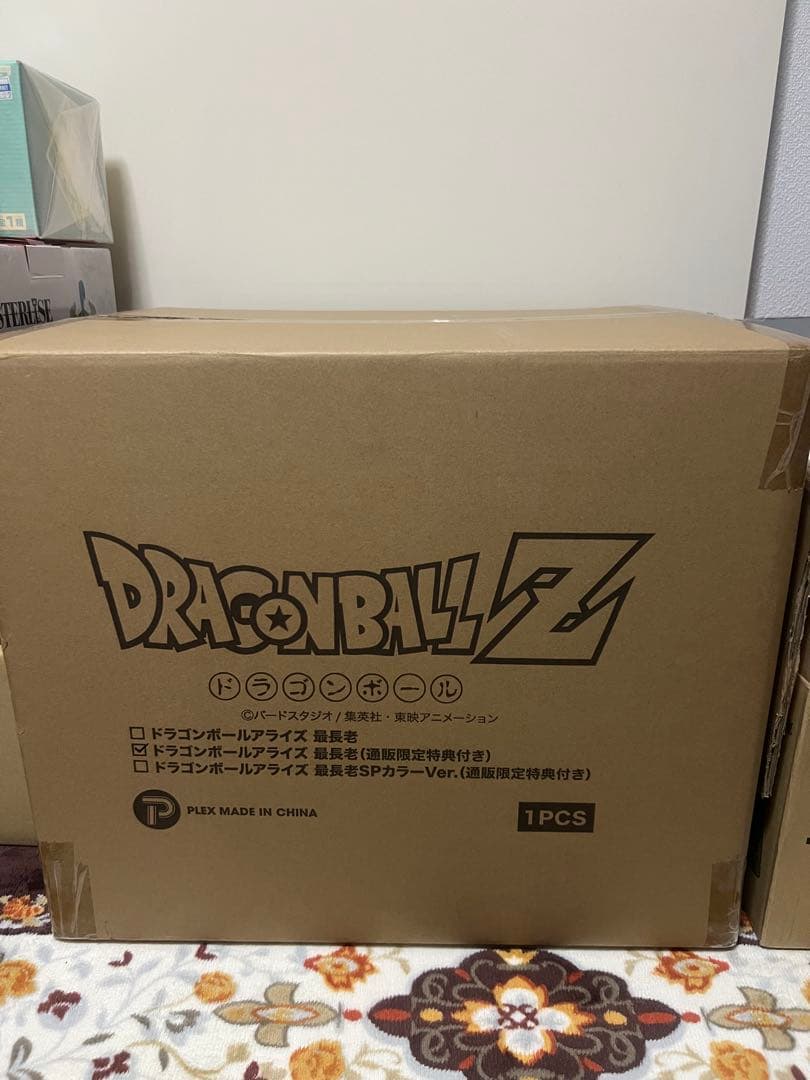 全1種
STERLISE
DRAGONBALL Z
ドラゴンボール
©バードスタジオ / 集英社・東映アニメーション
□ ドラゴンボールアライズ 最長老
☑ ドラゴンボールアライズ 最長老(通販限定特典付き)
□ ドラゴンボールアライズ 最長老SPカラーVer.(通販限定特典付き)
PLEX MADE IN CHINA
1PCS